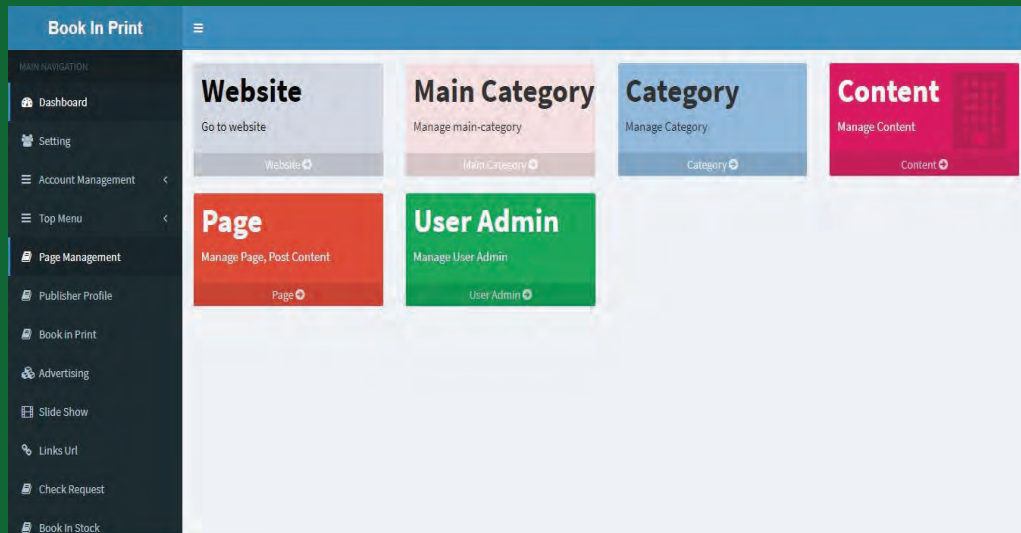 Book In Print
MAIN NAVIGATION
Dashboard
Setting
Account Management
Top Menu
Page Management
Publisher Profile
Book in Print
Advertising
Slide Show
Links Url
Check Request
Book In Stock
Website
Go to website
Website
Main Category
Manage main-category
Main Category
Category
Manage Category
Category
Content
Manage Content
Content
Page
Manage Page, Post Content
Page
User Admin
Manage User Admin
User Admin